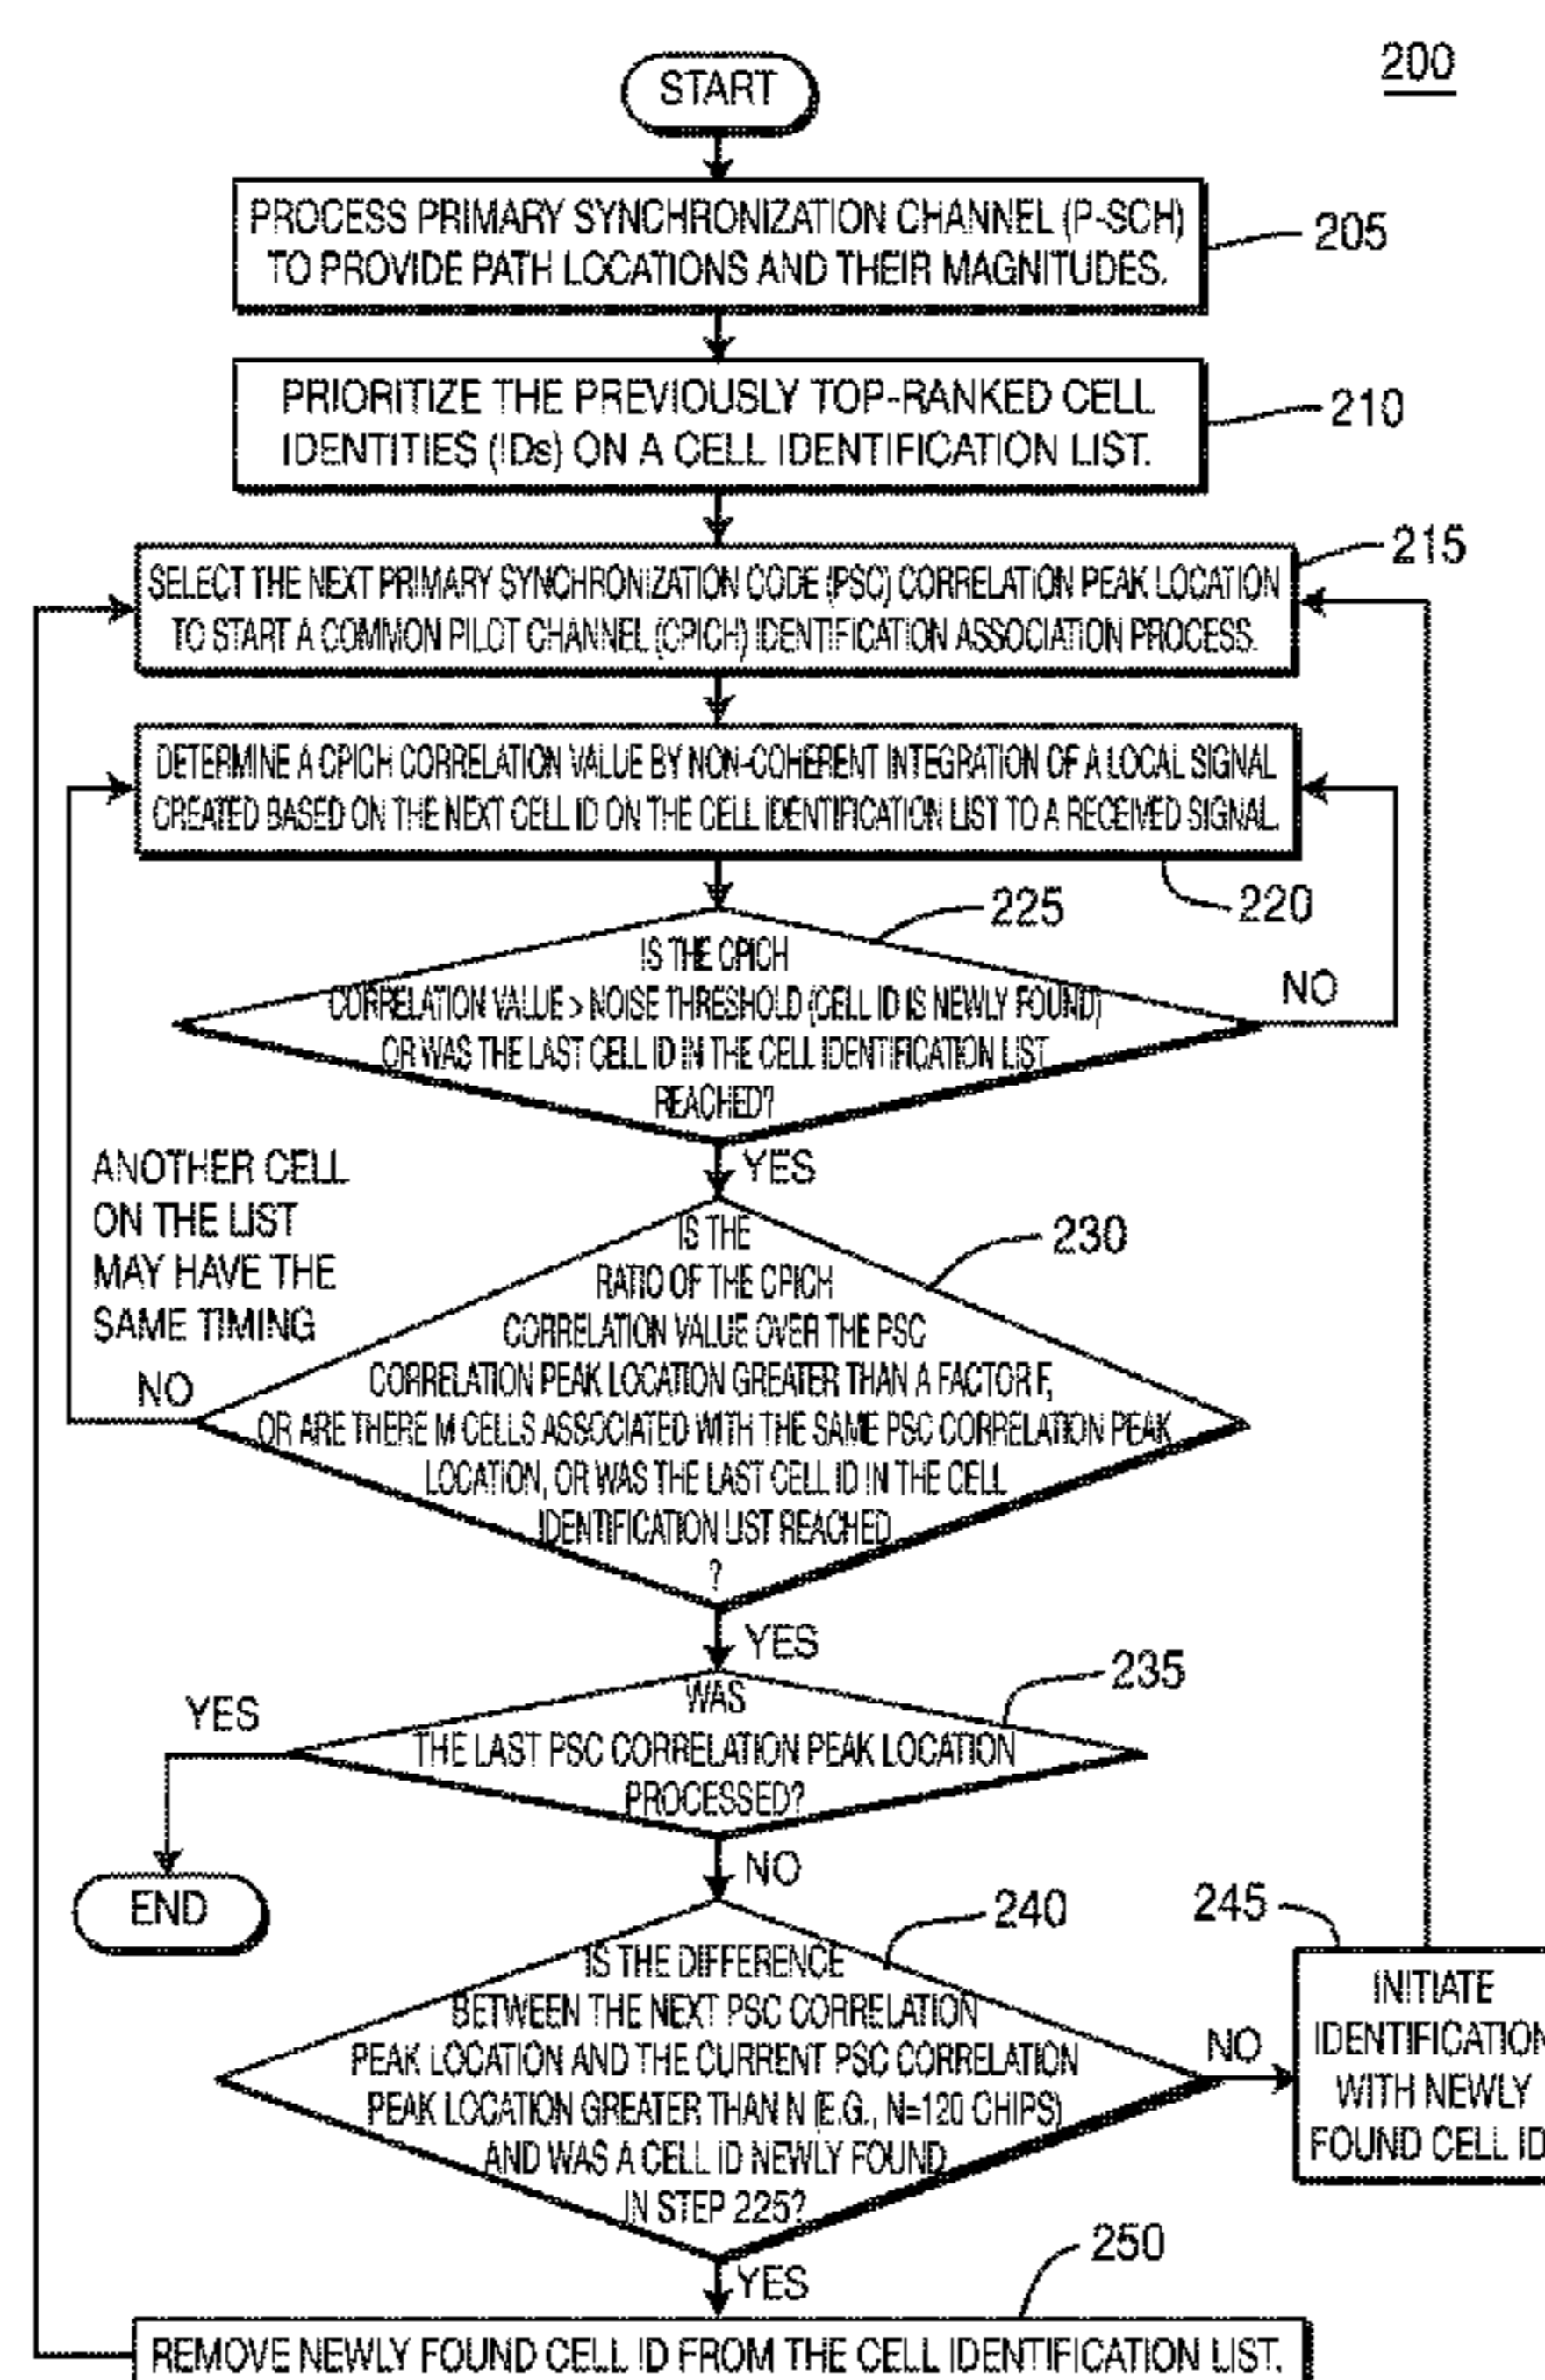 200
START
PROCESS PRIMARY SYNCHRONIZATION CHANNEL (P-SCH)
TO PROVIDE PATH LOCATIONS AND THEIR MAGNITUDES.
205
PRIORITIZE THE PREVIOUSLY TOP-RANKED CELL
IDENTITIES (IDs) ON A CELL IDENTIFICATION LIST.
210
215
SELECT THE NEXT PRIMARY SYNCHRONIZATION CODE (PSC) CORRELATION PEAK LOCATION
TO START A COMMON PILOT CHANNEL (CPICH) IDENTIFICATION ASSOCIATION PROCESS.
DETERMINE A CPICH CORRELATION VALUE BY NON-COHERENT INTEGRATION OF A LOCAL SIGNAL
CREATED BASED ON THE NEXT CELL ID ON THE CELL IDENTIFICATION LIST TO A RECEIVED SIGNAL.
220
225
IS THE CPICH
CORRELATION VALUE > NOISE THRESHOLD (CELL ID IS NEWLY FOUND)
OR WAS THE LAST CELL ID IN THE CELL IDENTIFICATION LIST
REACHED?
NO
YES
ANOTHER CELL
ON THE LIST
MAY HAVE THE
SAME TIMING
NO
230
IS THE
RATIO OF THE CPICH
CORRELATION VALUE OVER THE PSC
CORRELATION PEAK LOCATION GREATER THAN A FACTOR F,
OR ARE THERE M CELLS ASSOCIATED WITH THE SAME PSC CORRELATION PEAK
LOCATION, OR WAS THE LAST CELL ID IN THE CELL
IDENTIFICATION LIST REACHED
?
YES
235
WAS
THE LAST PSC CORRELATION PEAK LOCATION
PROCESSED?
YES
END
NO
240
IS THE DIFFERENCE
BETWEEN THE NEXT PSC CORRELATION
PEAK LOCATION AND THE CURRENT PSC CORRELATION
PEAK LOCATION GREATER THAN N (E.G., N=120 CHIPS)
AND WAS A CELL ID NEWLY FOUND
IN STEP 225?
NO
245
INITIATE
IDENTIFICATION
WITH NEWLY
FOUND CELL ID
YES
250
REMOVE NEWLY FOUND CELL ID FROM THE CELL IDENTIFICATION LIST.